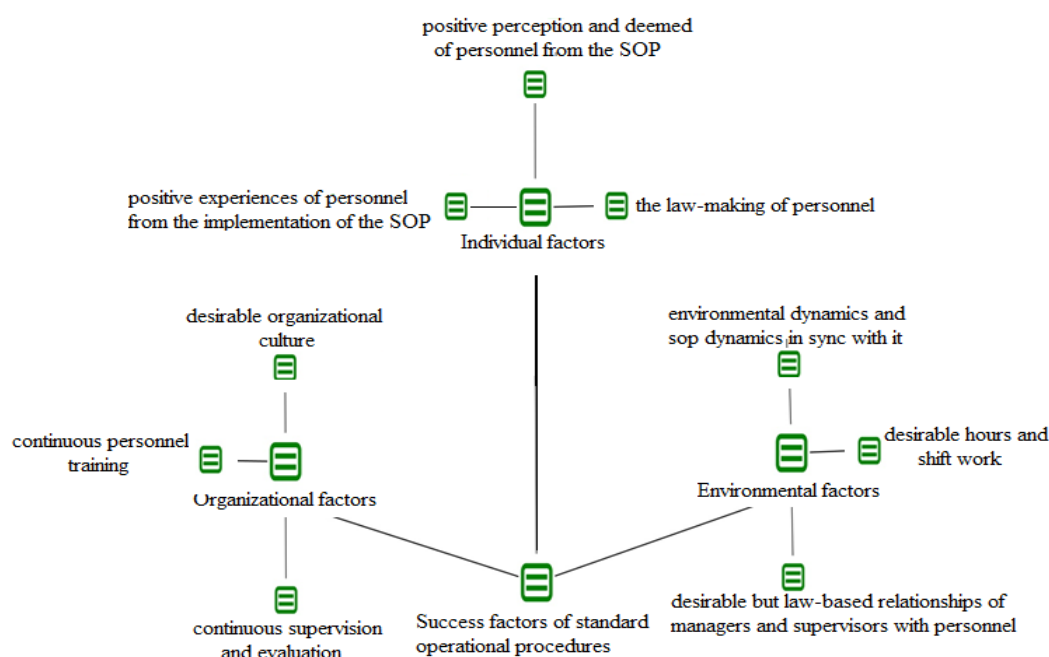 positive perception and deemed
of personnel from the SOP
positive experiences of personnel
from the implementation of the SOP
the law-making of personnel
Individual factors
desirable organizational
culture
environmental dynamics and
sop dynamics in sync with it
continuous personnel
training
desirable hours and
shift work
Organizational factors
Environmental factors
continuous supervision
and evaluation
Success factors of standard
operational procedures
desirable but law-based relationships of
managers and supervisors with personnel